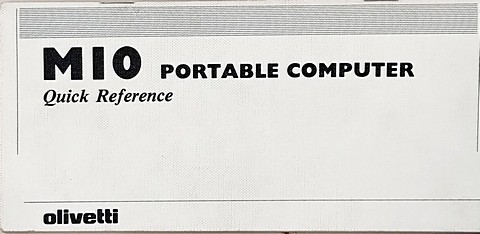 M10 PORTABLE COMPUTER
Quick Reference
olivetti